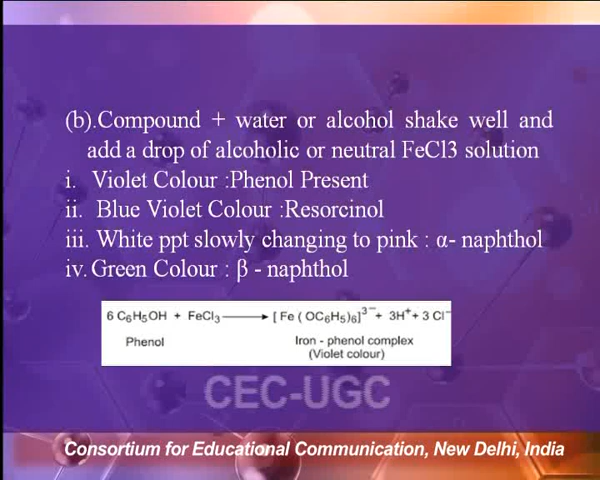 (b).Compound + water or alcohol shake well and
add a drop of alcoholic or neutral FeCl3 solution
i. Violet Colour :Phenol Present
ii. Blue Violet Colour :Resorcinol
iii. White ppt slowly changing to pink : α- naphthol
iv. Green Colour : β - naphthol
6 C₆H₅OH + FeCl₃ ⟶ [ Fe ( OC₆H₅)₆]³⁻ + 3H⁺ + 3 Cl⁻
Phenol Iron - phenol complex
(Violet colour)
CEC-UGC
Consortium for Educational Communication, New Delhi, India